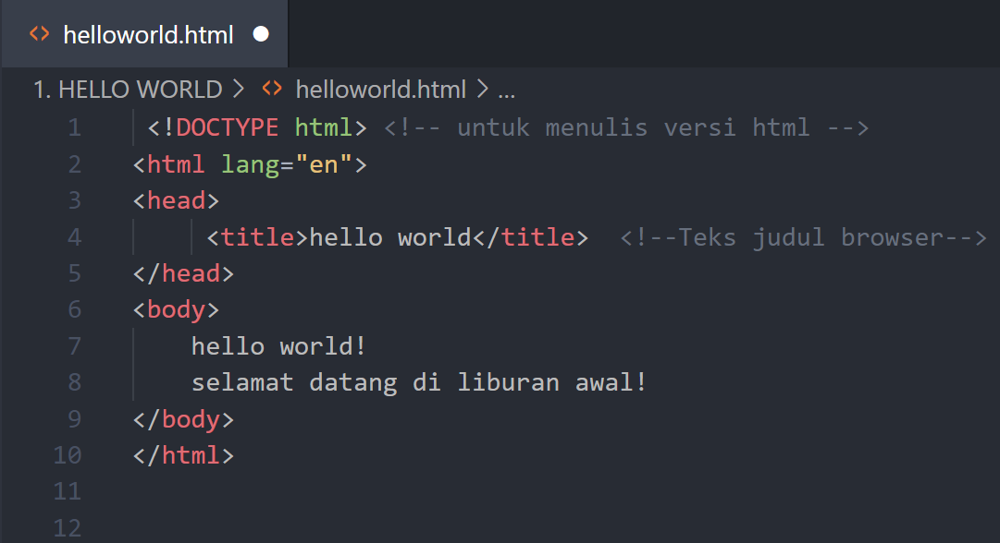 <> helloworld.html ●
1. HELLO WORLD > <> helloworld.html > ...
1 <!DOCTYPE html> <!-- untuk menulis versi html -->
2 <html lang="en">
3 <head>
4 <title>hello world</title> <!--Teks judul browser-->
5 </head>
6 <body>
7 hello world!
8 selamat datang di liburan awal!
9 </body>
10 </html>
11
12